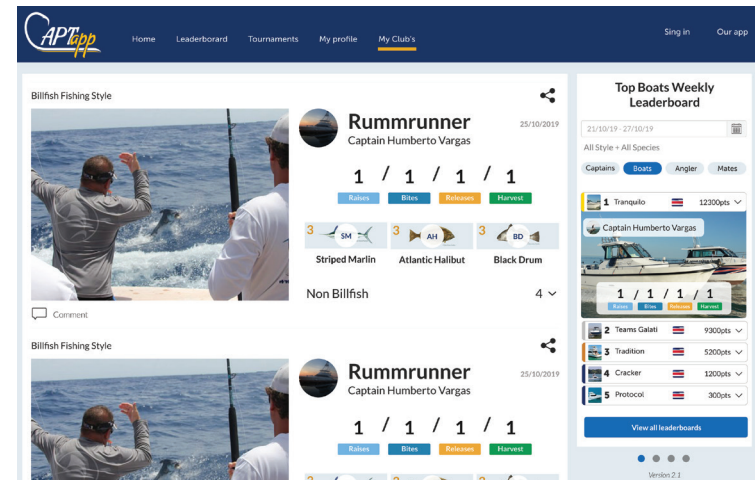 CAPTapp
Home
Leaderborard
Tournaments
My profile
My Club's
Sing in
Our app
Billfish Fishing Style
Rummrunner
25/10/2019
Captain Humberto Vargas
1 / 1 / 1 / 1
Raises
Bites
Releases
Harvest
3
SM
3
AH
3
BD
Striped Marlin
Atlantic Halibut
Black Drum
Non Billfish
4
Comment
Billfish Fishing Style
Rummrunner
25/10/2019
Captain Humberto Vargas
1 / 1 / 1 / 1
Raises
Bites
Releases
Harvest
3
3
3
Top Boats Weekly
Leaderboard
21/10/19 - 27/10/19
All Style + All Species
Captains
Boats
Angler
Mates
1 Tranquilo 12300pts
Captain Humberto Vargas
1 / 1 / 1 / 1
Raises
Bites
Releases
Harvest
2 Teams Galati 9300pts
3 Tradition 5200pts
4 Cracker 1200pts
5 Protocol 300pts
View all leaderboards
Version 2.1